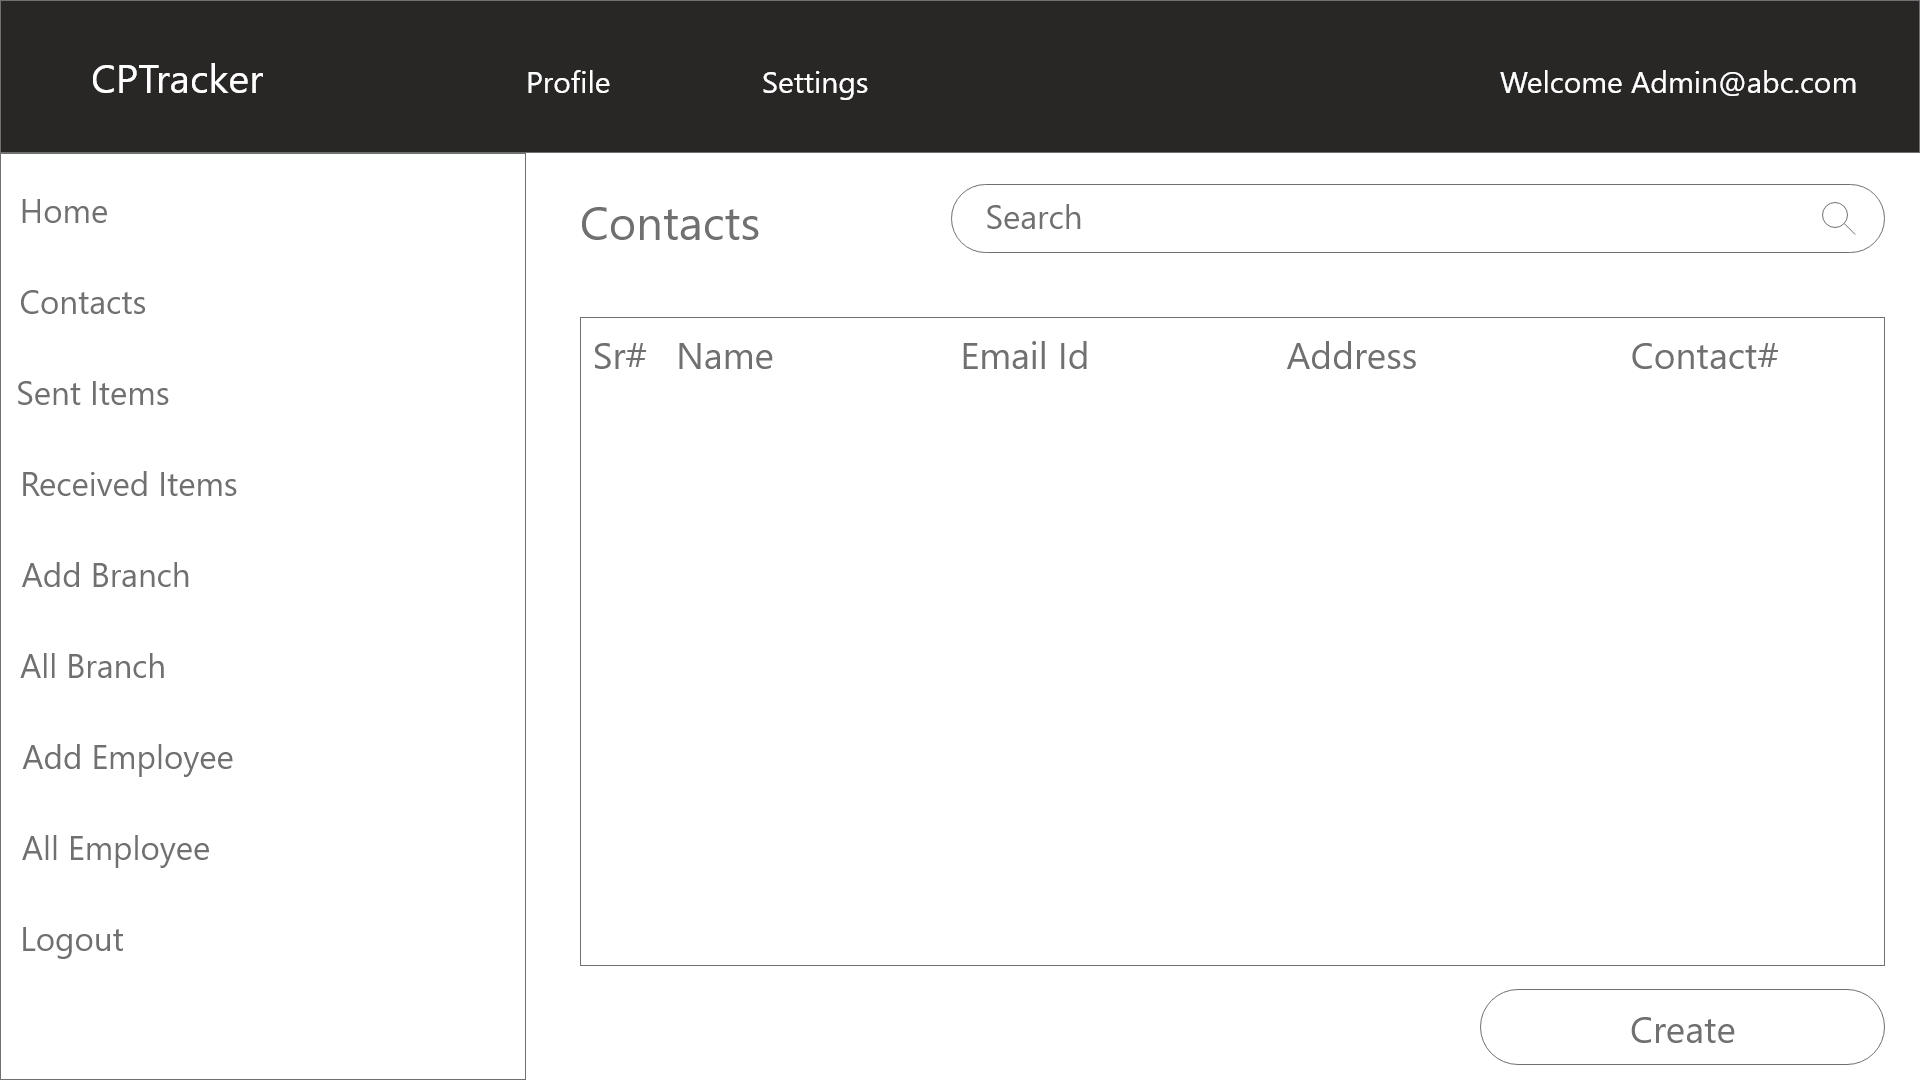 CPTracker Profile Settings Welcome Admin@abc.com
Home
Contacts
Sent Items
Received Items
Add Branch
All Branch
Add Employee
All Employee
Logout
Contacts
Search
Sr# Name Email Id Address Contact#
Create